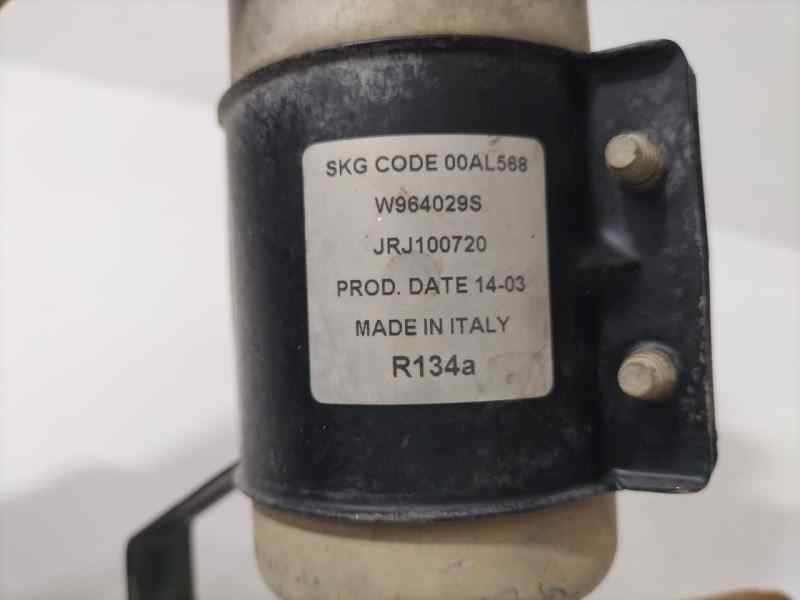 SKG CODE 00AL568
W964029S
JRJ100720
PROD. DATE 14-03
MADE IN ITALY
R134a